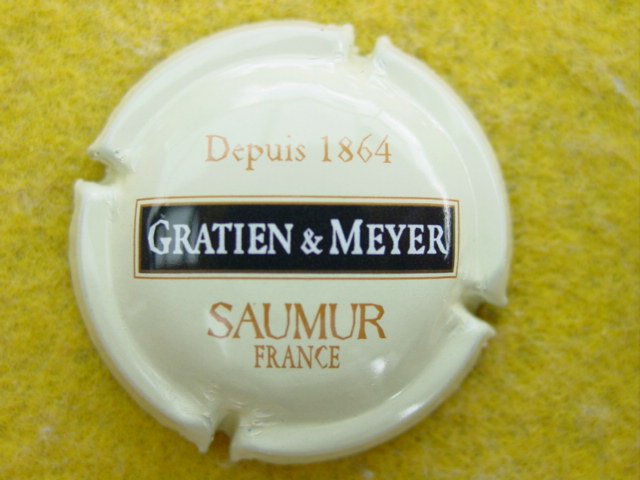 Depuis 1864
GRATIEN & MEYER
SAUMUR
FRANCE